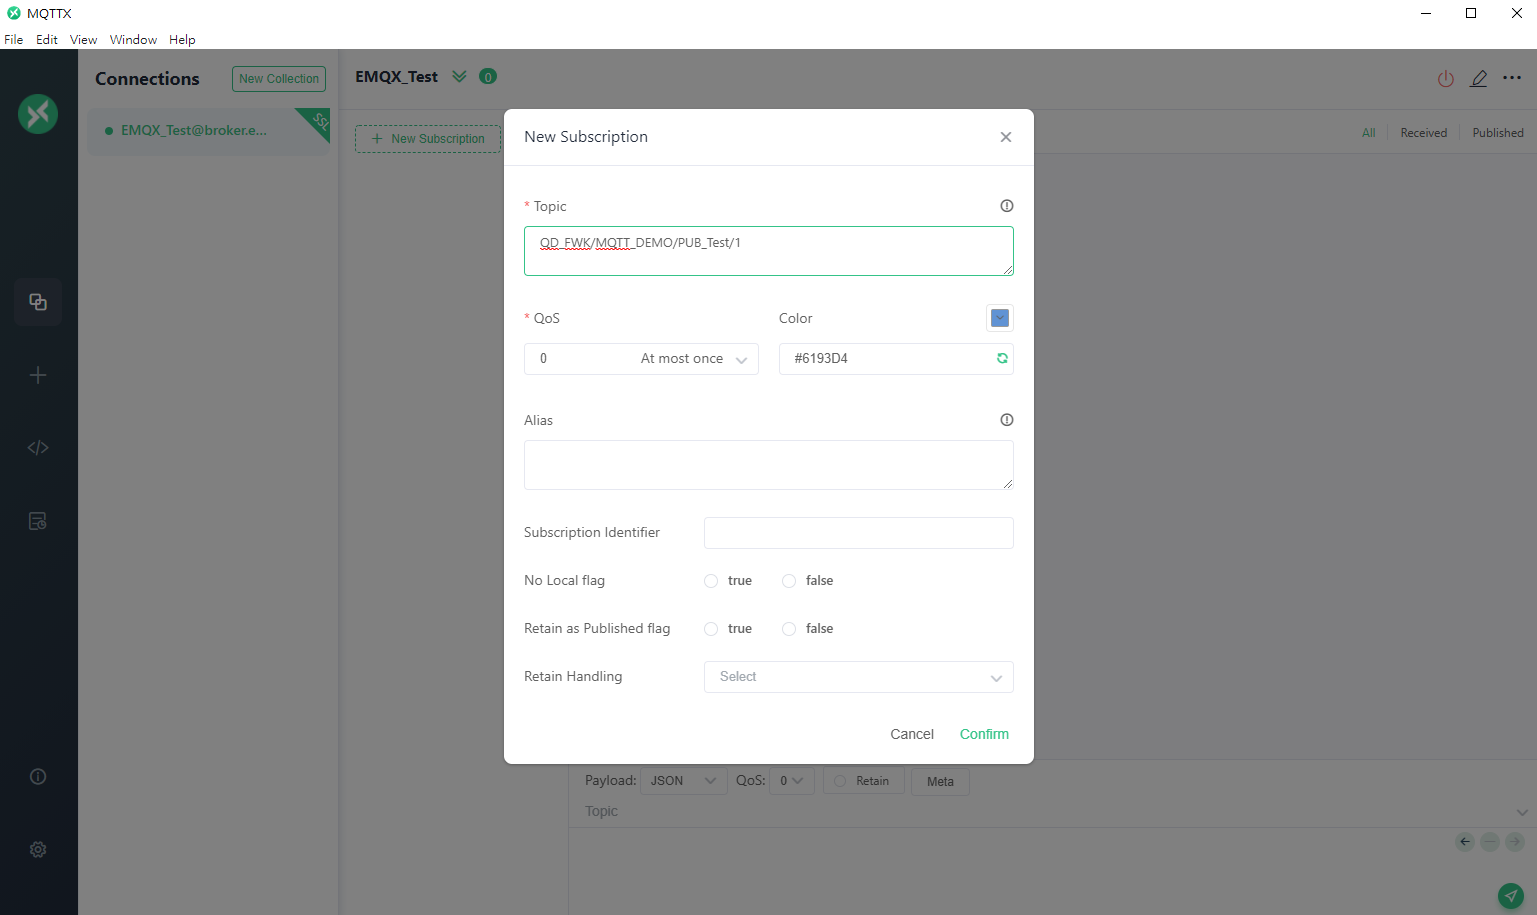 MQTTX
File Edit View Window Help
Connections
New Collection
EMQX_Test@broker.e...
SSL
EMQX_Test
0
New Subscription
All
Received
Published
New Subscription
* Topic
QD_FWK/MQTT_DEMO/PUB_Test/1
* QoS
Color
0 At most once
#6193D4
Alias
Subscription Identifier
No Local flag
true false
Retain as Published flag
true false
Retain Handling
Select
Cancel Confirm
Payload: JSON QoS: 0 Retain Meta
Topic